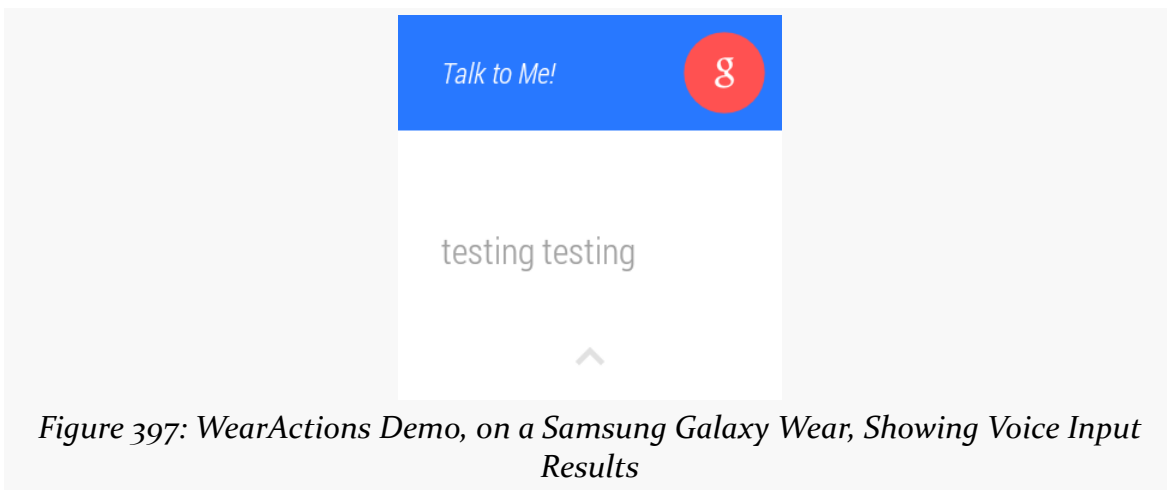 Talk to Me!
g
testing testing
Figure 397: WearActions Demo, on a Samsung Galaxy Wear, Showing Voice Input
Results